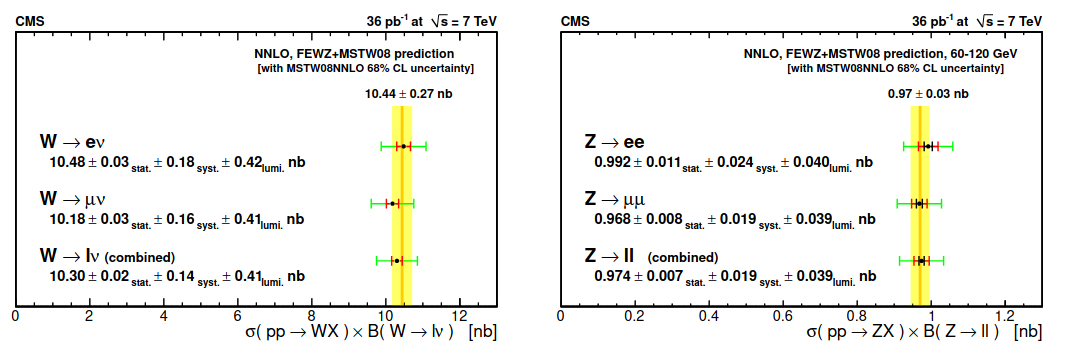 CMS 36 pb⁻¹ at √s = 7 TeV
NNLO, FEWZ+MSTW08 prediction
[with MSTW08NNLO 68% CL uncertainty]
10.44 ± 0.27 nb
W → eν
10.48 ± 0.03 stat. ± 0.18 syst. ± 0.42 lumi. nb
W → μν
10.18 ± 0.03 stat. ± 0.16 syst. ± 0.41 lumi. nb
W → lν (combined)
10.30 ± 0.02 stat. ± 0.14 syst. ± 0.41 lumi. nb
0 2 4 6 8 10 12
σ( pp → WX ) × B( W → lν ) [nb]
CMS 36 pb⁻¹ at √s = 7 TeV
NNLO, FEWZ+MSTW08 prediction, 60-120 GeV
[with MSTW08NNLO 68% CL uncertainty]
0.97 ± 0.03 nb
Z → ee
0.992 ± 0.011 stat. ± 0.024 syst. ± 0.040 lumi. nb
Z → μμ
0.968 ± 0.008 stat. ± 0.019 syst. ± 0.039 lumi. nb
Z → ll (combined)
0.974 ± 0.007 stat. ± 0.019 syst. ± 0.039 lumi. nb
0 0.2 0.4 0.6 0.8 1 1.2
σ( pp → ZX ) × B( Z → ll ) [nb]